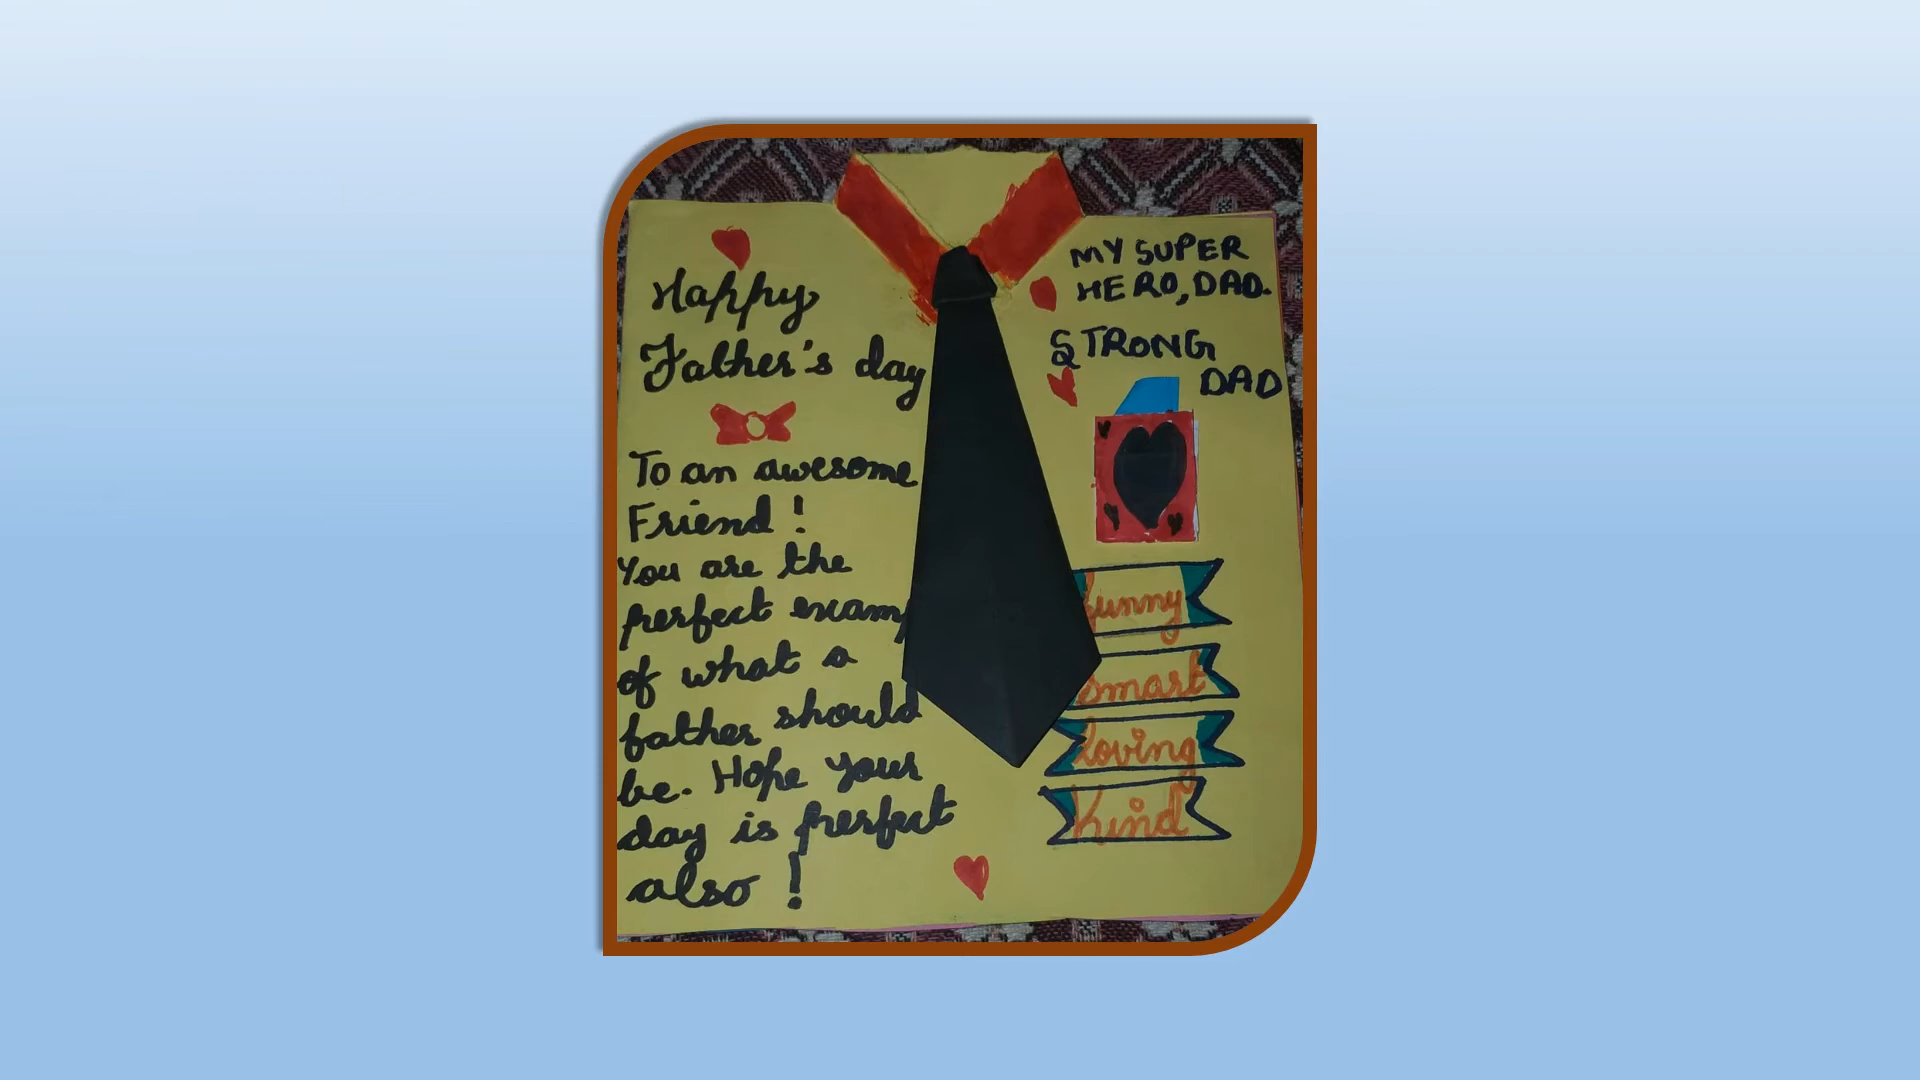 Happy
Father's day
To an awesome
Friend!
You are the
perfect examp
of what a
father should
be. Hope your
day is perfect
also!
MY SUPER
HERO, DAD.
STRONG
DAD
funny
smart
loving
kind